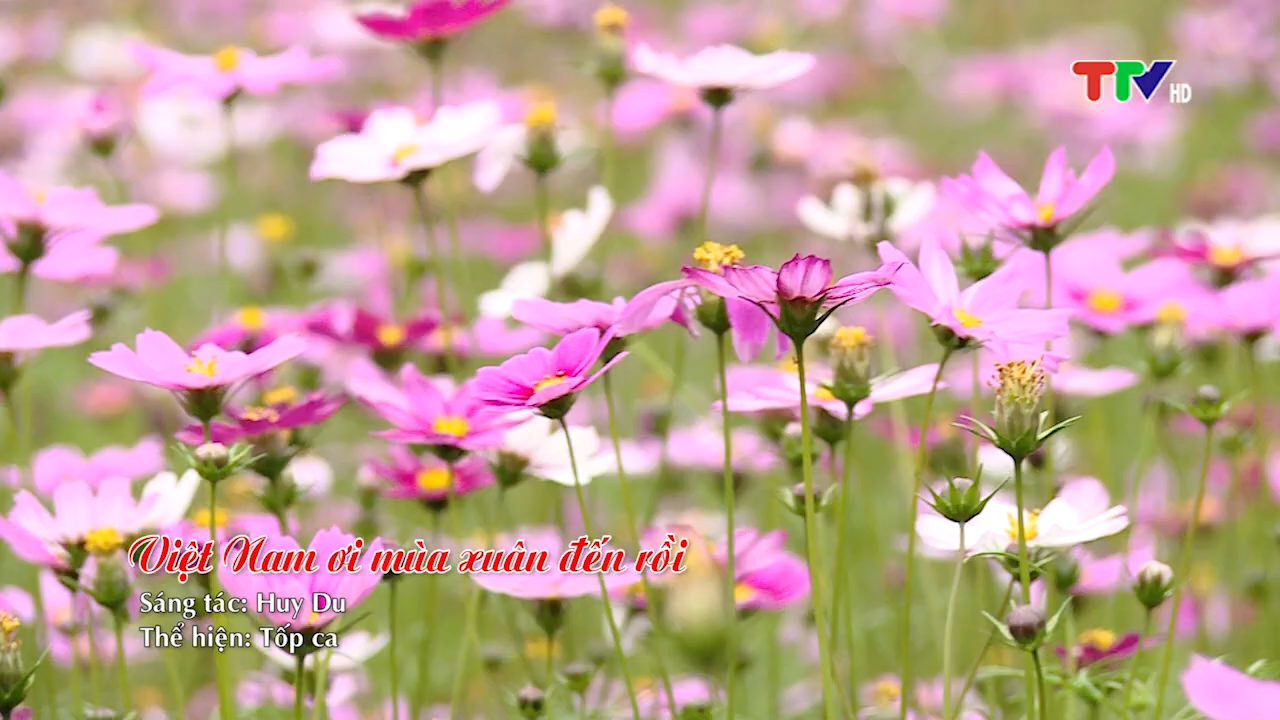 TTV HD
Việt Nam ơi mùa xuân đến rồi
Sáng tác: Huy Du
Thể hiện: Tốp ca